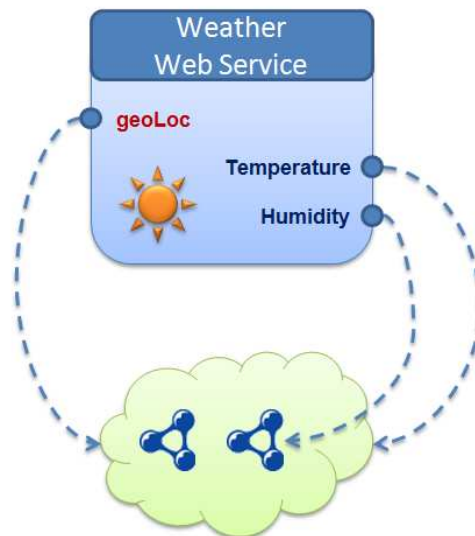 Weather
Web Service
geoLoc
Temperature
Humidity